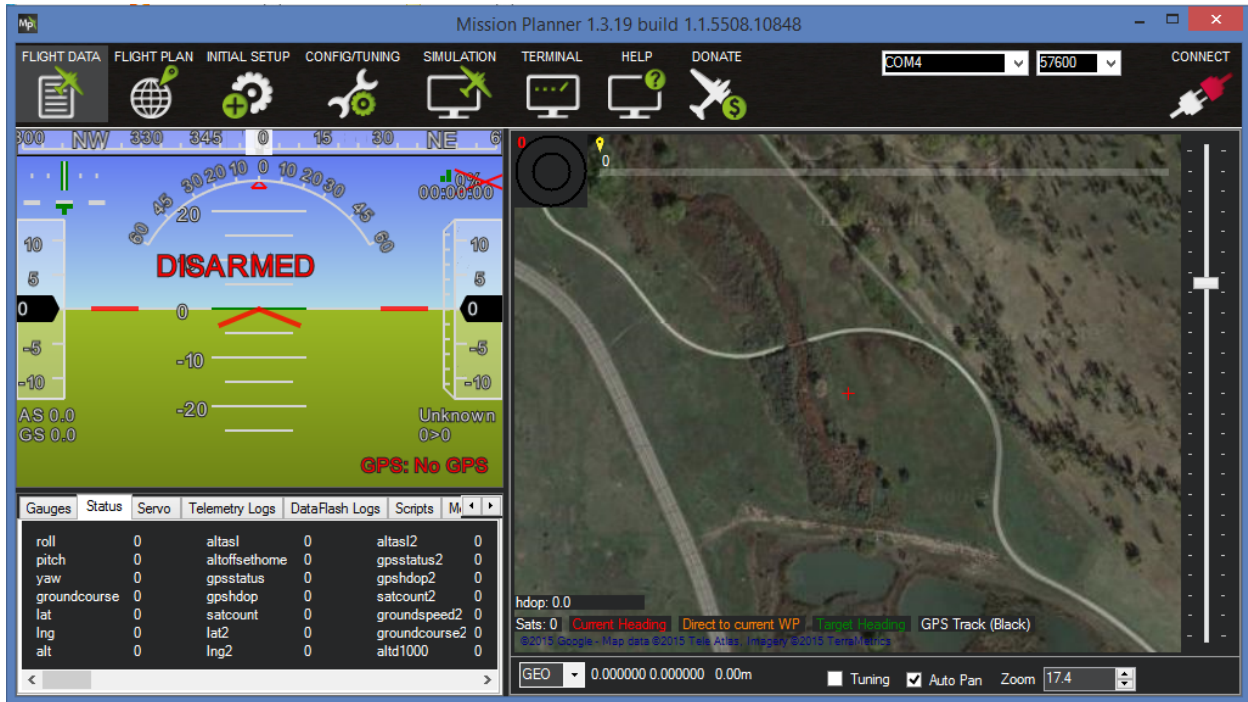 Mission Planner 1.3.19 build 1.1.5508.10848
FLIGHT DATA FLIGHT PLAN INITIAL SETUP CONFIG/TUNING SIMULATION TERMINAL HELP DONATE COM4 57600 CONNECT
300 NW 330 345 0 15 30 NE 6
60 45 30 20 10 0 10 20 30 45 60
0%
00:00:00
20
DISARMED
10 10
5 5
0 0 0
-5 -5
-10 -10 -10
-20
AS 0.0 Unknown
GS 0.0 0>0
GPS: No GPS
Gauges Status Servo Telemetry Logs DataFlash Logs Scripts
roll 0 altasl 0 altasl2 0
pitch 0 altoffsethome 0 gpsstatus2 0
yaw 0 gpsstatus 0 gpshdop2 0
groundcourse 0 gpshdop 0 satcount2 0
lat 0 satcount 0 groundspeed2 0
lng 0 lat2 0 groundcourse2 0
alt 0 lng2 0 altd1000 0
0
0
hdop: 0.0
Sats: 0 Current Heading Direct to current WP Target Heading GPS Track (Black)
©2015 Google - Map data ©2015 Tele Atlas, Imagery ©2015 TerraMetrics
GEO 0.000000 0.000000 0.00m Tuning Auto Pan Zoom 17.4